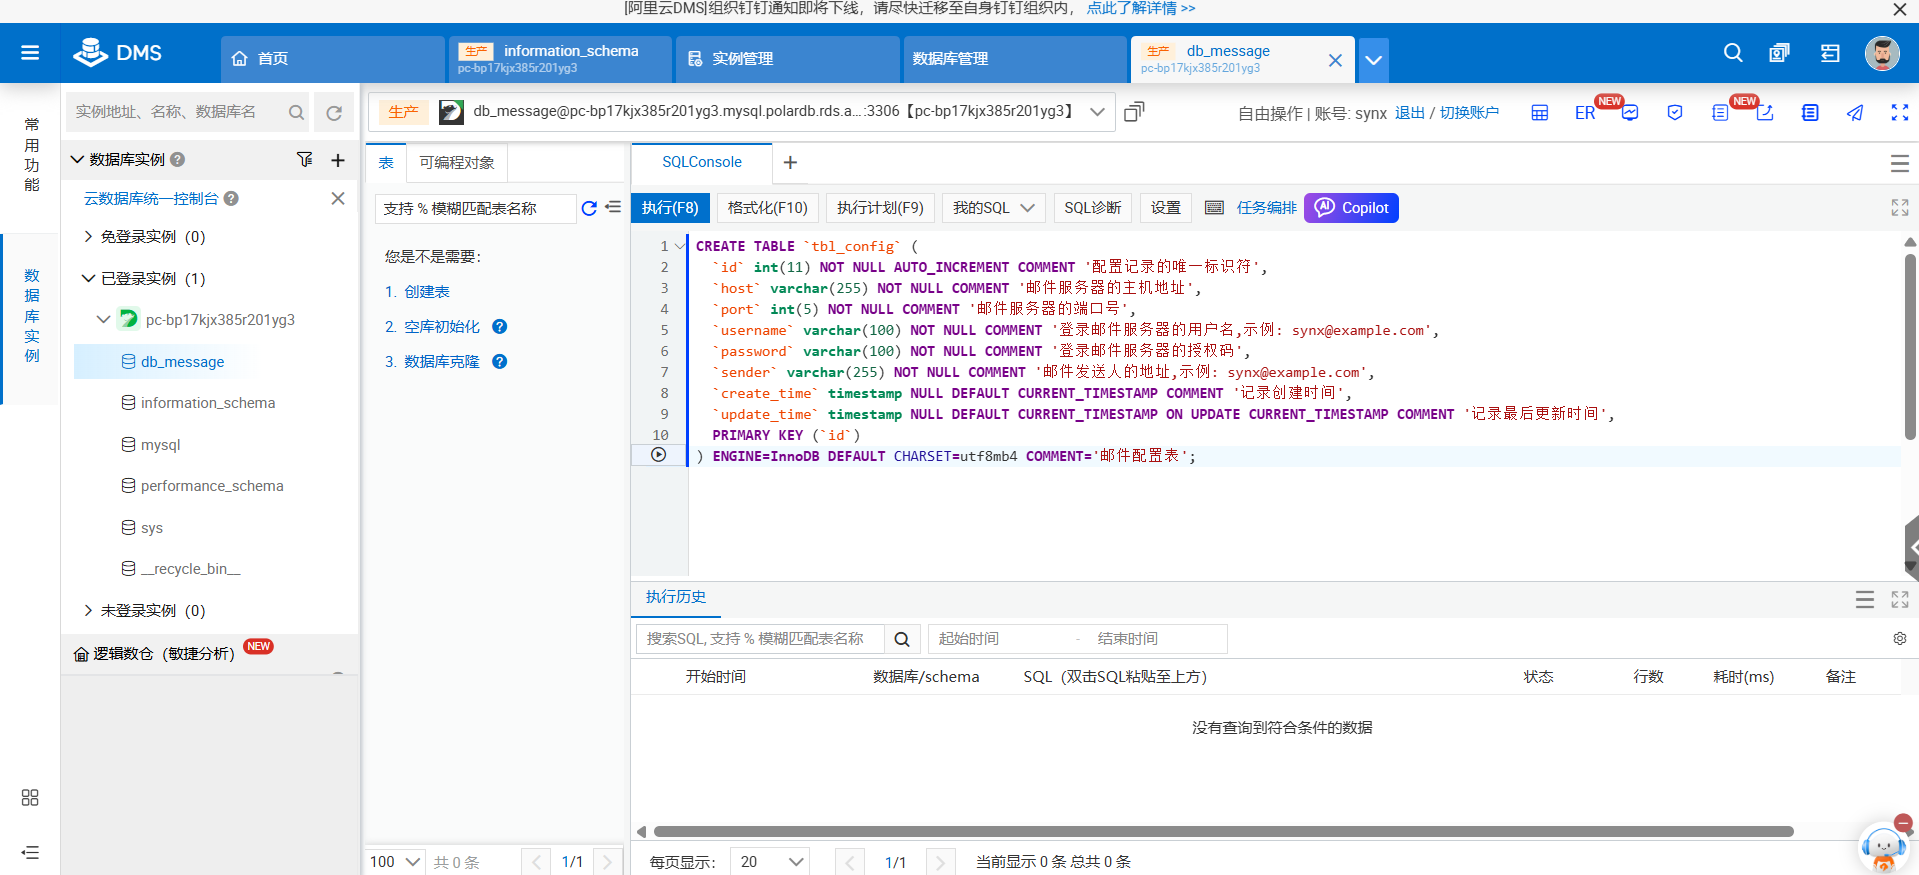 [阿里云DMS]组织钉钉通知即将下线，请尽快迁移至自身钉钉组织内， 点此了解详情 >>
DMS
首页
生产 information_schema
pc-bp17kjx385r201yg3
实例管理
数据库管理
生产 db_message
pc-bp17kjx385r201yg3
常用功能
数据库实例
实例地址、名称、数据库名
数据库实例
云数据库统一控制台
免登录实例 (0)
已登录实例 (1)
pc-bp17kjx385r201yg3
db_message
information_schema
mysql
performance_schema
sys
__recycle_bin__
未登录实例 (0)
逻辑数仓（敏捷分析） NEW
生产 db_message@pc-bp17kjx385r201yg3.mysql.polardb.rds.a...:3306【pc-bp17kjx385r201yg3】
自由操作 | 账号: synx 退出 / 切换账户
ER NEW NEW
表 可编程对象
支持 % 模糊匹配表名称
您是不是需要：
1. 创建表
2. 空库初始化
3. 数据库克隆
100 共 0 条 1/1
SQLConsole
执行(F8) 格式化(F10) 执行计划(F9) 我的SQL SQL诊断 设置 任务编排 Copilot
1 CREATE TABLE `tbl_config` (
2 `id` int(11) NOT NULL AUTO_INCREMENT COMMENT '配置记录的唯一标识符',
3 `host` varchar(255) NOT NULL COMMENT '邮件服务器的主机地址',
4 `port` int(5) NOT NULL COMMENT '邮件服务器的端口号',
5 `username` varchar(100) NOT NULL COMMENT '登录邮件服务器的用户名,示例: synx@example.com',
6 `password` varchar(100) NOT NULL COMMENT '登录邮件服务器的授权码',
7 `sender` varchar(255) NOT NULL COMMENT '邮件发送人的地址,示例: synx@example.com',
8 `create_time` timestamp NULL DEFAULT CURRENT_TIMESTAMP COMMENT '记录创建时间',
9 `update_time` timestamp NULL DEFAULT CURRENT_TIMESTAMP ON UPDATE CURRENT_TIMESTAMP COMMENT '记录最后更新时间',
10 PRIMARY KEY (`id`)
) ENGINE=InnoDB DEFAULT CHARSET=utf8mb4 COMMENT='邮件配置表';
执行历史
搜索SQL, 支持 % 模糊匹配表名称 起始时间 - 结束时间
开始时间 数据库/schema SQL（双击SQL粘贴至上方） 状态 行数 耗时(ms) 备注
没有查询到符合条件的数据
每页显示： 20 1/1 当前显示 0 条 总共 0 条